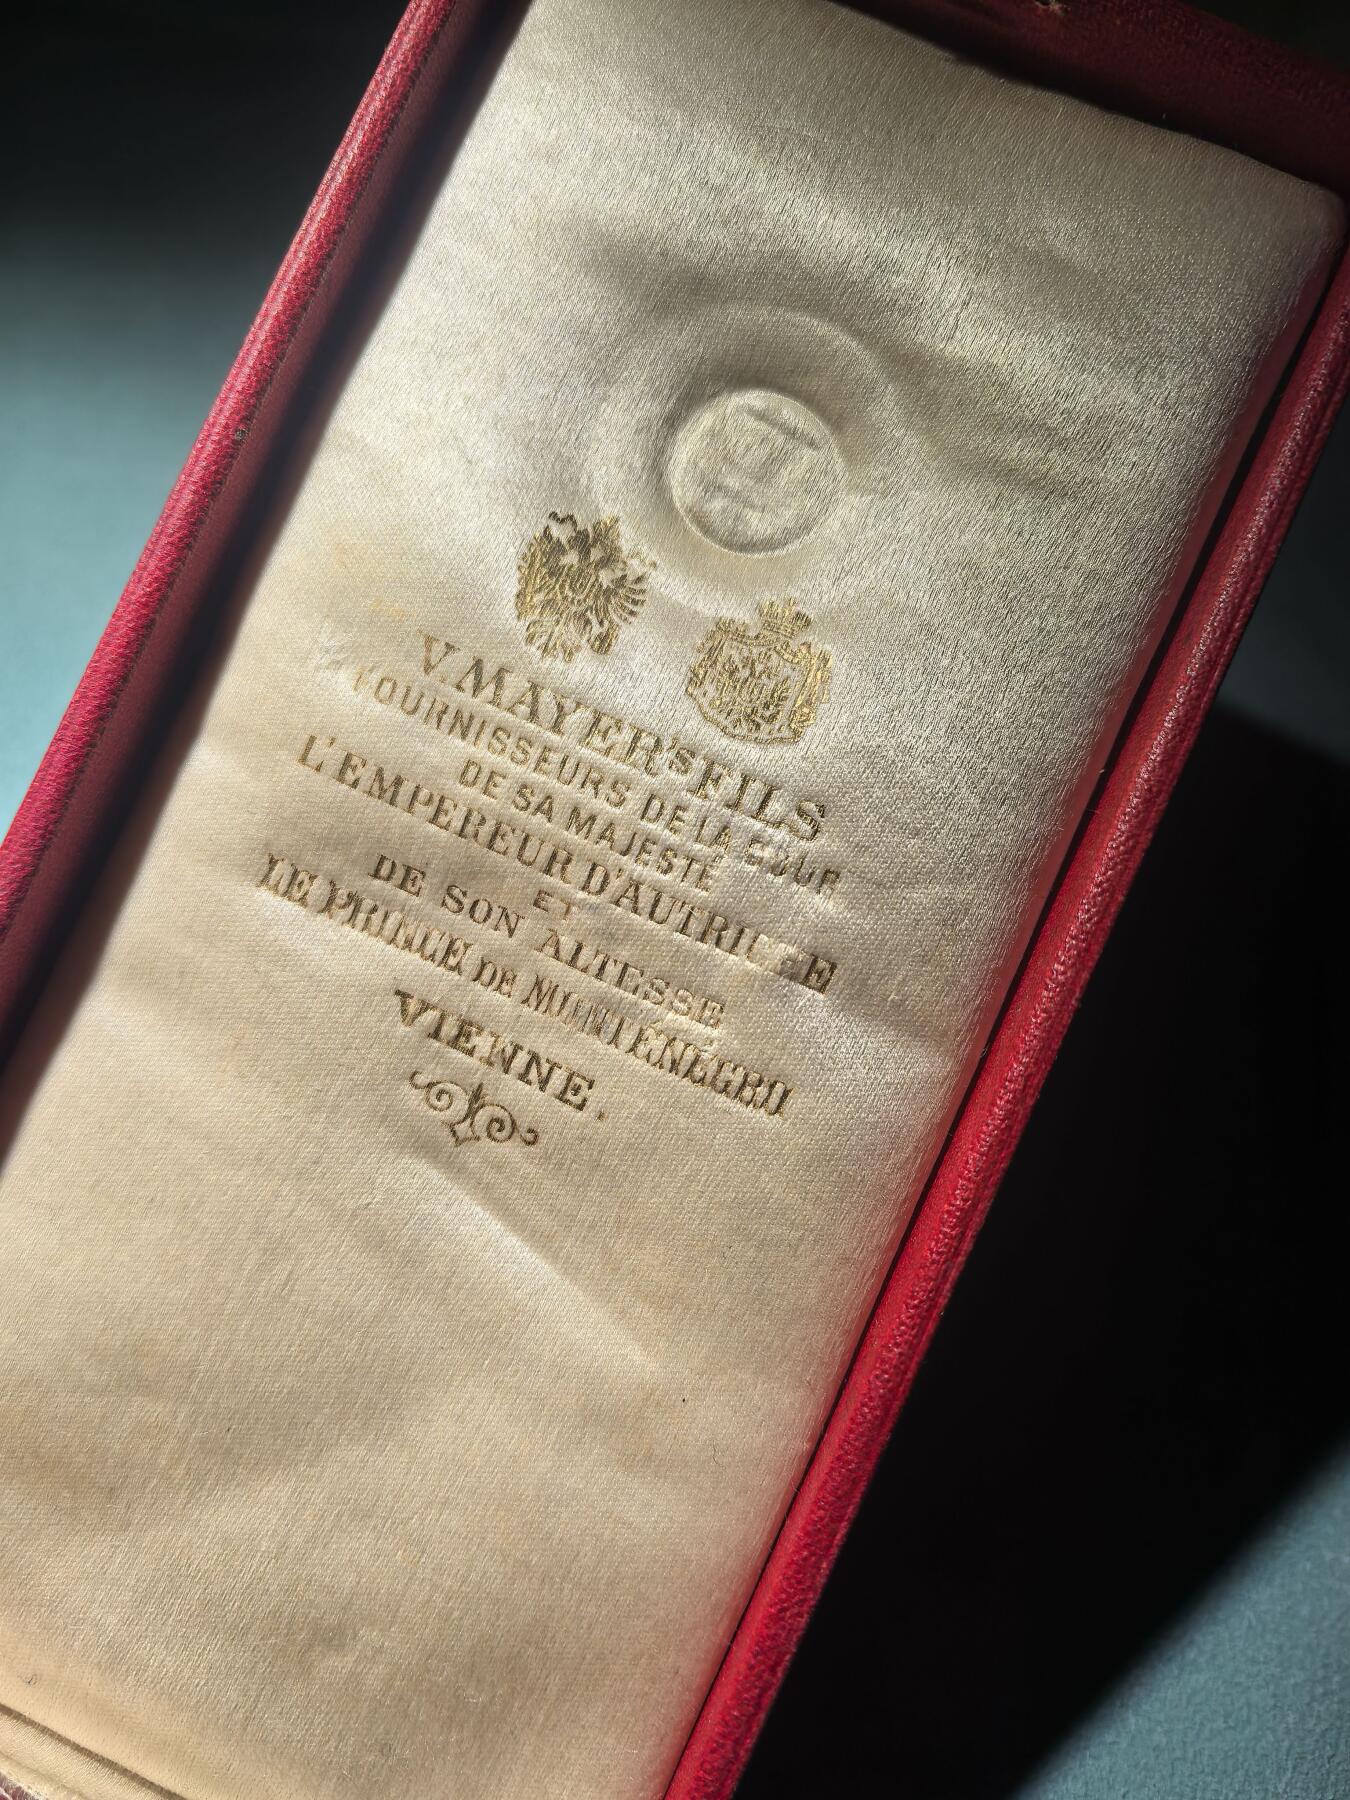 V. MAYER'S FILS
FOURNISSEURS DE LA COUR
DE SA MAJESTÉ
L'EMPEREUR D'AUTRICHE
ET
DE SON ALTESSE
LE PRINCE DE MONTÉNÉGRO
VIENNE.